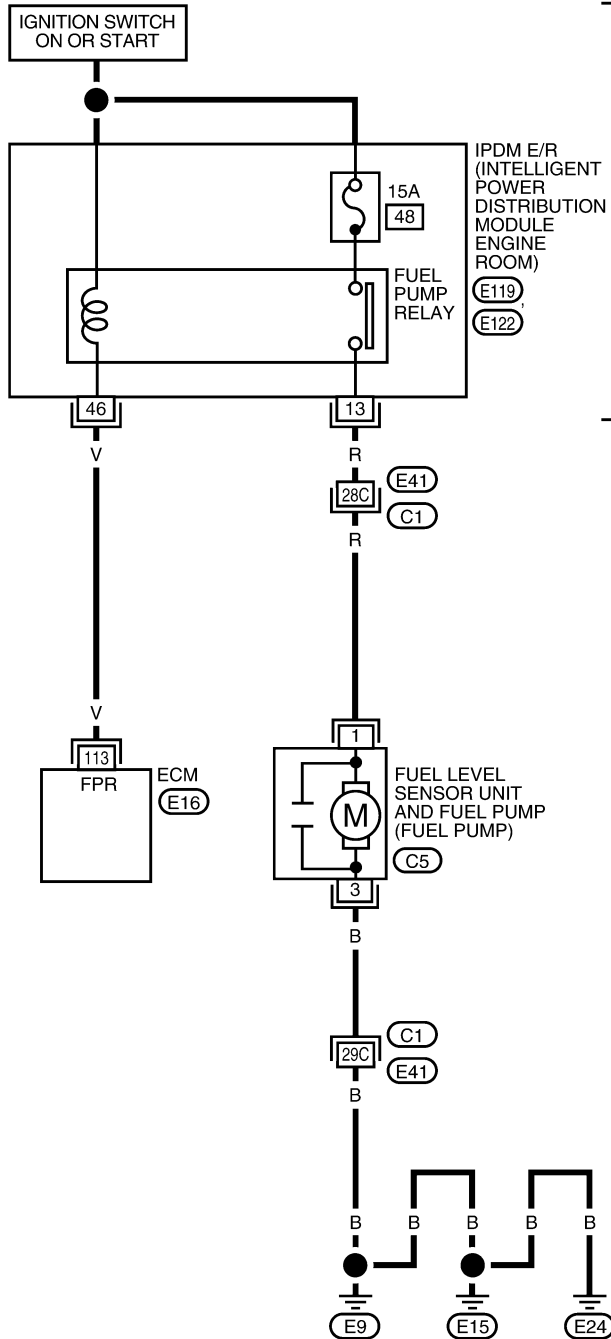 IGNITION SWITCH
ON OR START
IPDM E/R
(INTELLIGENT
POWER
DISTRIBUTION
MODULE
ENGINE
ROOM)
E119,
E122
15A
48
FUEL
PUMP
RELAY
46
13
V
R
28C
E41
C1
R
V
113
FPR
ECM
E16
1
M
FUEL LEVEL
SENSOR UNIT
AND FUEL PUMP
(FUEL PUMP)
C5
3
B
C1
29C
E41
B
B B B B B
E9 E15 E24